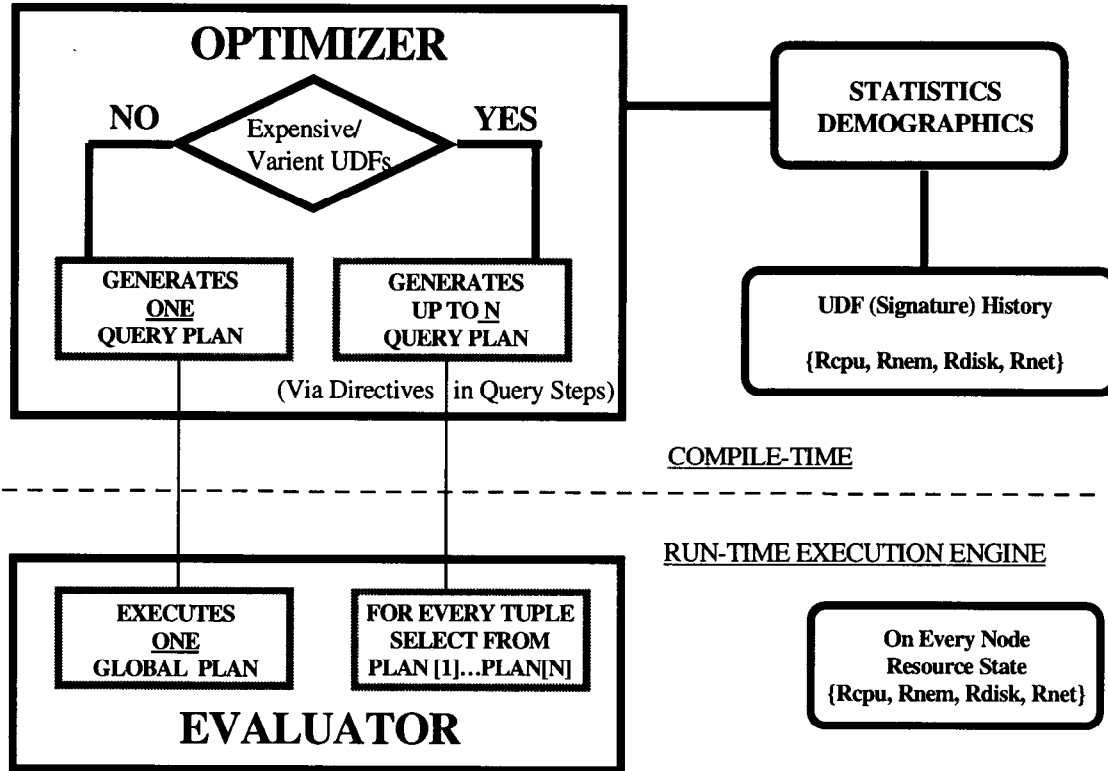 OPTIMIZER
NO
YES
Expensive/
Varient UDFs
GENERATES
ONE
QUERY PLAN
GENERATES
UP TO N
QUERY PLAN
(Via Directives in Query Steps)
STATISTICS
DEMOGRAPHICS
UDF (Signature) History
{Rcpu, Rnem, Rdisk, Rnet}
COMPILE-TIME
RUN-TIME EXECUTION ENGINE
EXECUTES
ONE
GLOBAL PLAN
FOR EVERY TUPLE
SELECT FROM
PLAN [1]...PLAN[N]
EVALUATOR
On Every Node
Resource State
{Rcpu, Rnem, Rdisk, Rnet}